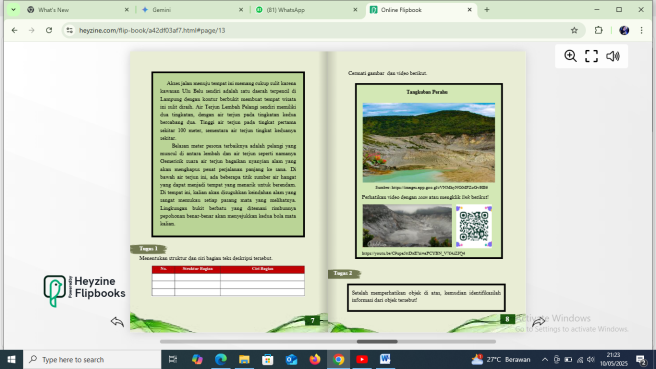 What's New
Gemini
(81) WhatsApp
Online Flipbook
heyzine.com/flip-book/a42df03af7.html#page/13
Akses jalan menuju tempat ini memang cukup sulit karena
kawasan Ulu Belu sendiri adalah satu daerah terpencil di
Lampung dengan kontur berbukit membuat tempat wisata
ini sulit diraih. Air Terjun Lembah Pelangi sendiri memiliki
dua tingkatan, dengan air terjun pada tingkatan kedua
bercabang dua. Tinggi air terjun pada tingkat pertama
sekitar 100 meter, sementara air terjun tingkat keduanya
sekitar.
Belasan meter pesona terbaiknya adalah pelangi yang
muncul di antara lembah dan air terjun seperti namanya
Gemericik suara air terjun bagaikan nyanyian alam yang
akan menghapus penat perjalanan panjang ke sana. Di
bawah air terjun ini, ada beberapa titik sumber air hangat
yang dapat menjadi tempat yang menarik untuk berendam.
Di tempat ini, kalian akan disuguhkan keindahan alam yang
sangat memukau setiap pasang mata yang melihatnya.
Lingkungan bukit berbatu yang ditemani rimbunnya
pepohonan benar-benar akan menyejukkan kedua bola mata
kalian.
Tugas 1
Menentukan struktur dan ciri bagian teks deskripsi tersebut.
No. Struktur Bagian Ciri Bagian
7
Cermati gambar dan video berikut.
Tangkuban Perahu
Sumber: https://images.app.goo.gl/
Perhatikan video dengan scan atau mengklik link berikut!
https://youtu.be/
Tugas 2
Setelah memperhatikan objek di atas, kemudian identifikasilah
informasi dari objek tersebut!
8
Powered by
Heyzine
Flipbooks
Activate Windows
Go to Settings to activate Windows.
Type here to search
27°C Berawan
21:23
10/05/2025
2